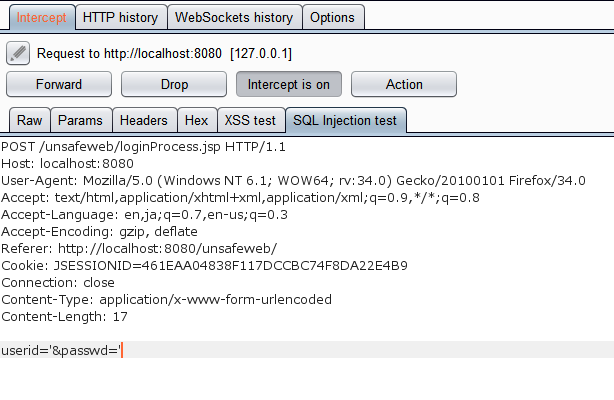 Intercept HTTP history WebSockets history Options
Request to http://localhost:8080 [127.0.0.1]
Forward Drop Intercept is on Action
Raw Params Headers Hex XSS test SQL Injection test
POST /unsafeweb/loginProcess.jsp HTTP/1.1
Host: localhost:8080
User-Agent: Mozilla/5.0 (Windows NT 6.1; WOW64; rv:34.0) Gecko/20100101 Firefox/34.0
Accept: text/html,application/xhtml+xml,application/xml;q=0.9,*/*;q=0.8
Accept-Language: en,ja;q=0.7,en-us;q=0.3
Accept-Encoding: gzip, deflate
Referer: http://localhost:8080/unsafeweb/
Cookie: JSESSIONID=461EAA04838F117DCCBC74F8DA22E4B9
Connection: close
Content-Type: application/x-www-form-urlencoded
Content-Length: 17
userid='&passwd='